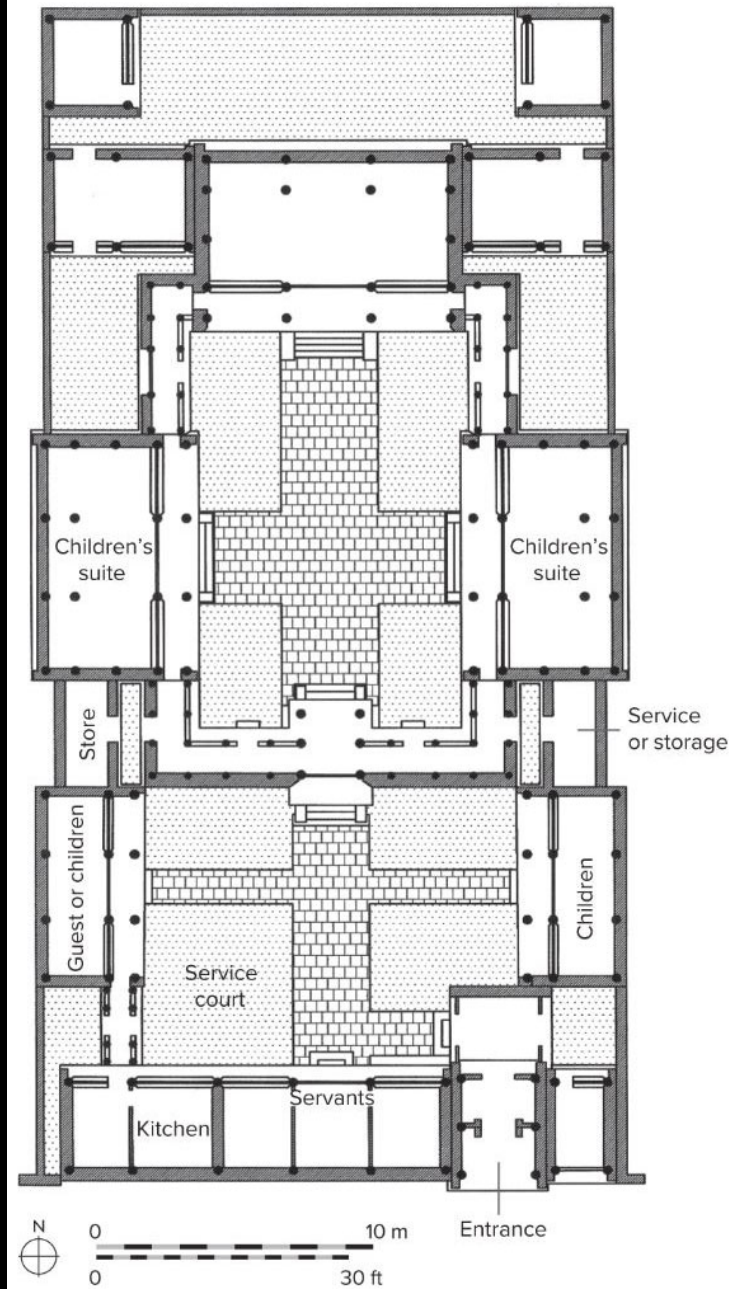 Children's
suite
Children's
suite
Store
Service
or storage
Guest or children
Children
Service
court
Servants
Kitchen
Entrance
N
0
10 m
0
30 ft